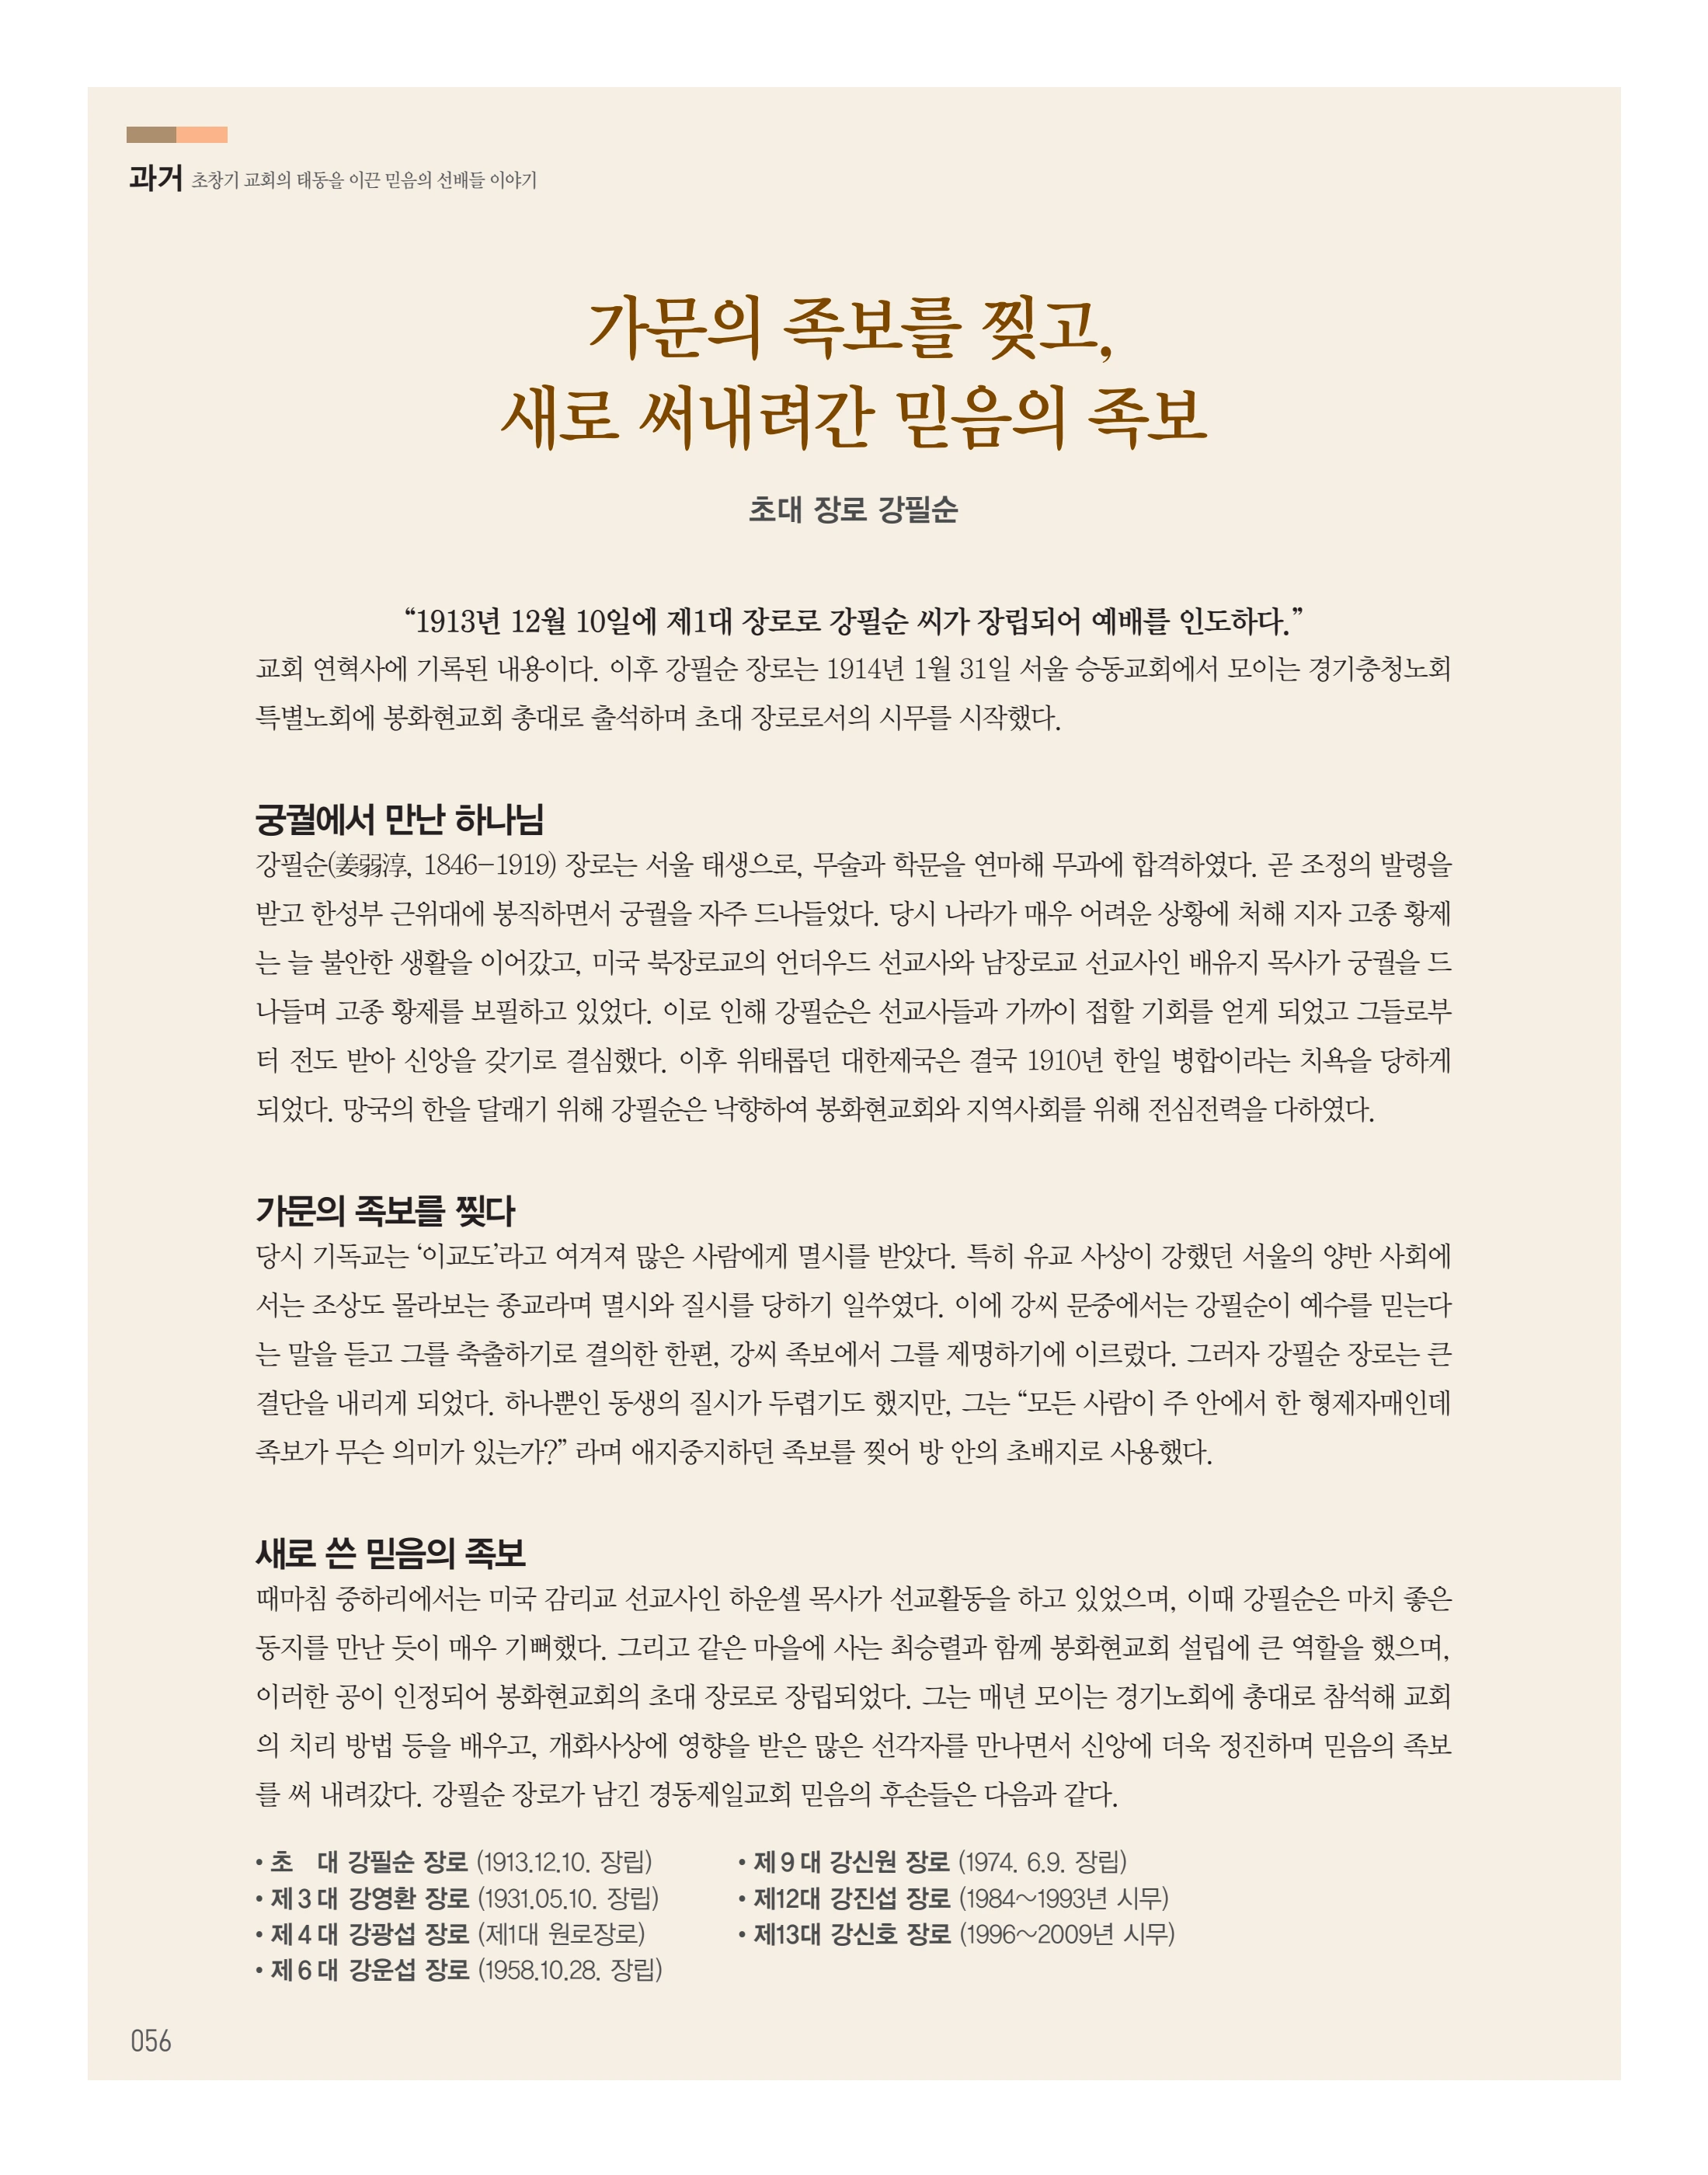 과거 초창기 교회의 태동을 이끈 믿음의 선배들 이야기
가문의 족보를 찢고,
새로 써내려간 믿음의 족보
초대 장로 강필순
“1913년 12월 10일에 제1대 장로로 강필순 씨가 장립되어 예배를 인도하다.”
교회 연혁사에 기록된 내용이다. 이후 강필순 장로는 1914년 1월 31일 서울 승동교회에서 모이는 경기충청노회
특별노회에 봉화현교회 총대로 출석하며 초대 장로로서의 시무를 시작했다.
궁궐에서 만난 하나님
강필순(姜弼淳, 1846-1919) 장로는 서울 태생으로, 무술과 학문을 연마해 무과에 합격하였다. 곧 조정의 발령을
받고 한성부 근위대에 봉직하면서 궁궐을 자주 드나들었다. 당시 나라가 매우 어려운 상황에 처해 지자 고종 황제
는 늘 불안한 생활을 이어갔고, 미국 북장로교의 언더우드 선교사와 남장로교 선교사인 배유지 목사가 궁궐을 드
나들며 고종 황제를 보필하고 있었다. 이로 인해 강필순은 선교사들과 가까이 접할 기회를 얻게 되었고 그들로부
터 전도 받아 신앙을 갖기로 결심했다. 이후 위태롭던 대한제국은 결국 1910년 한일 병합이라는 치욕을 당하게
되었다. 망국의 한을 달래기 위해 강필순은 낙향하여 봉화현교회와 지역사회를 위해 전심전력을 다하였다.
가문의 족보를 찢다
당시 기독교는 ‘이교도’라고 여겨져 많은 사람에게 멸시를 받았다. 특히 유교 사상이 강했던 서울의 양반 사회에
서는 조상도 몰라보는 종교라며 멸시와 질시를 당하기 일쑤였다. 이에 강씨 문중에서는 강필순이 예수를 믿는다
는 말을 듣고 그를 축출하기로 결의한 한편, 강씨 족보에서 그를 제명하기에 이르렀다. 그러자 강필순 장로는 큰
결단을 내리게 되었다. 하나뿐인 동생의 질시가 두렵기도 했지만, 그는 “모든 사람이 주 안에서 한 형제자매인데
족보가 무슨 의미가 있는가?” 라며 애지중지하던 족보를 찢어 방 안의 초배지로 사용했다.
새로 쓴 믿음의 족보
때마침 중하리에서는 미국 감리교 선교사인 하운셀 목사가 선교활동을 하고 있었으며, 이때 강필순은 마치 좋은
동지를 만난 듯이 매우 기뻐했다. 그리고 같은 마을에 사는 최승렬과 함께 봉화현교회 설립에 큰 역할을 했으며,
이러한 공이 인정되어 봉화현교회의 초대 장로로 장립되었다. 그는 매년 모이는 경기노회에 총대로 참석해 교회
의 치리 방법 등을 배우고, 개화사상에 영향을 받은 많은 선각자를 만나면서 신앙에 더욱 정진하며 믿음의 족보
를 써 내려갔다. 강필순 장로가 남긴 경동제일교회 믿음의 후손들은 다음과 같다.
• 초 대 강필순 장로 (1913.12.10. 장립)
• 제 3 대 강영환 장로 (1931.05.10. 장립)
• 제 4 대 강광섭 장로 (제1대 원로장로)
• 제 6 대 강운섭 장로 (1958.10.28. 장립)
• 제 9 대 강신원 장로 (1974. 6.9. 장립)
• 제12대 강진섭 장로 (1984~1993년 시무)
• 제13대 강신호 장로 (1996~2009년 시무)
056